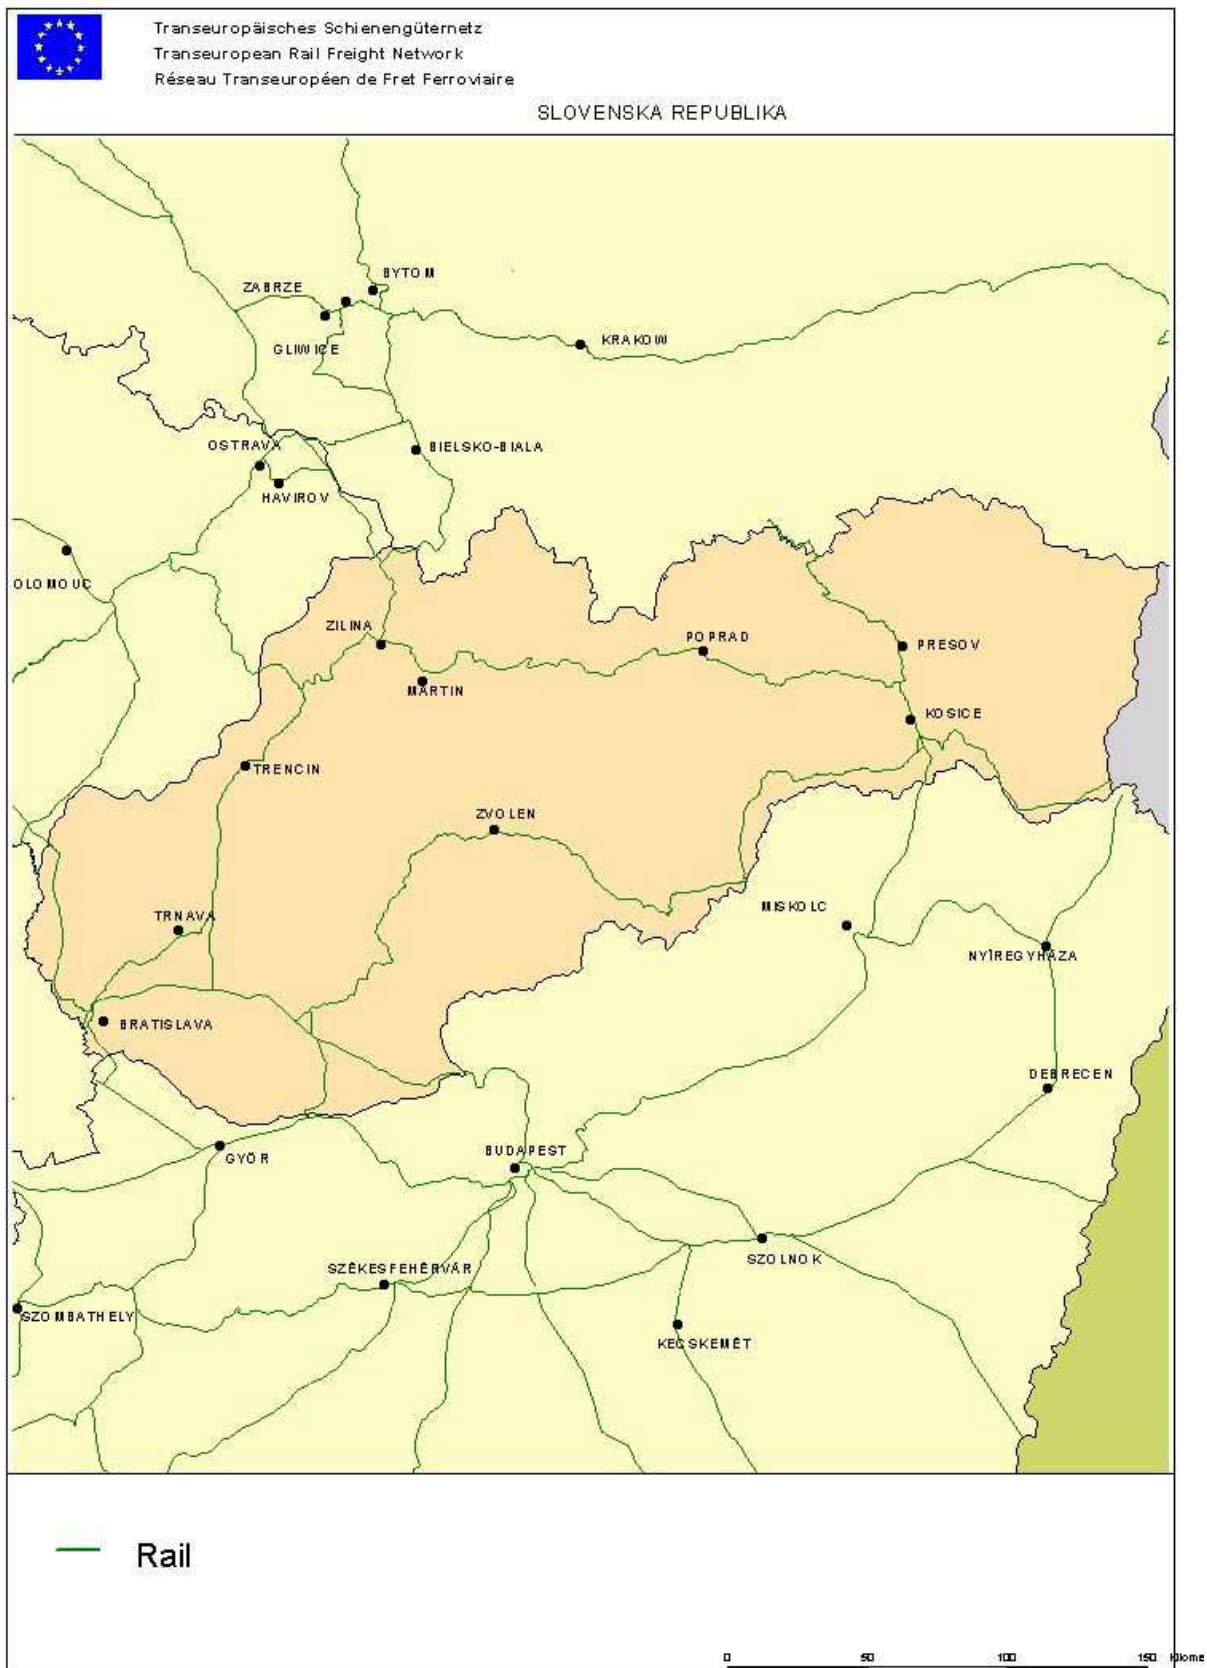 Transeuropäisches Schienengüternetz
Transeuropean Rail Freight Network
Réseau Transeuropéen de Fret Ferroviaire
SLOVENSKA REPUBLIKA
BYTOM
ZABRZE
GLIWICE
KRAKOW
OSTRAVA
BIELSKO-BIALA
HAVIROV
OLOMOUC
ZILINA
POPRAD
PRESOV
MARTIN
KOSICE
TRENCIN
ZVOLEN
TRNAVA
MISKOLC
NYÍREGYHÁZA
BRATISLAVA
DEBRECEN
BUDAPEST
GYÖR
SZOLNOK
SZÉKESFEHÉRVÁR
SZOMBATHELY
KECSKEMÉT
Rail
0 50 100 150 Kilome